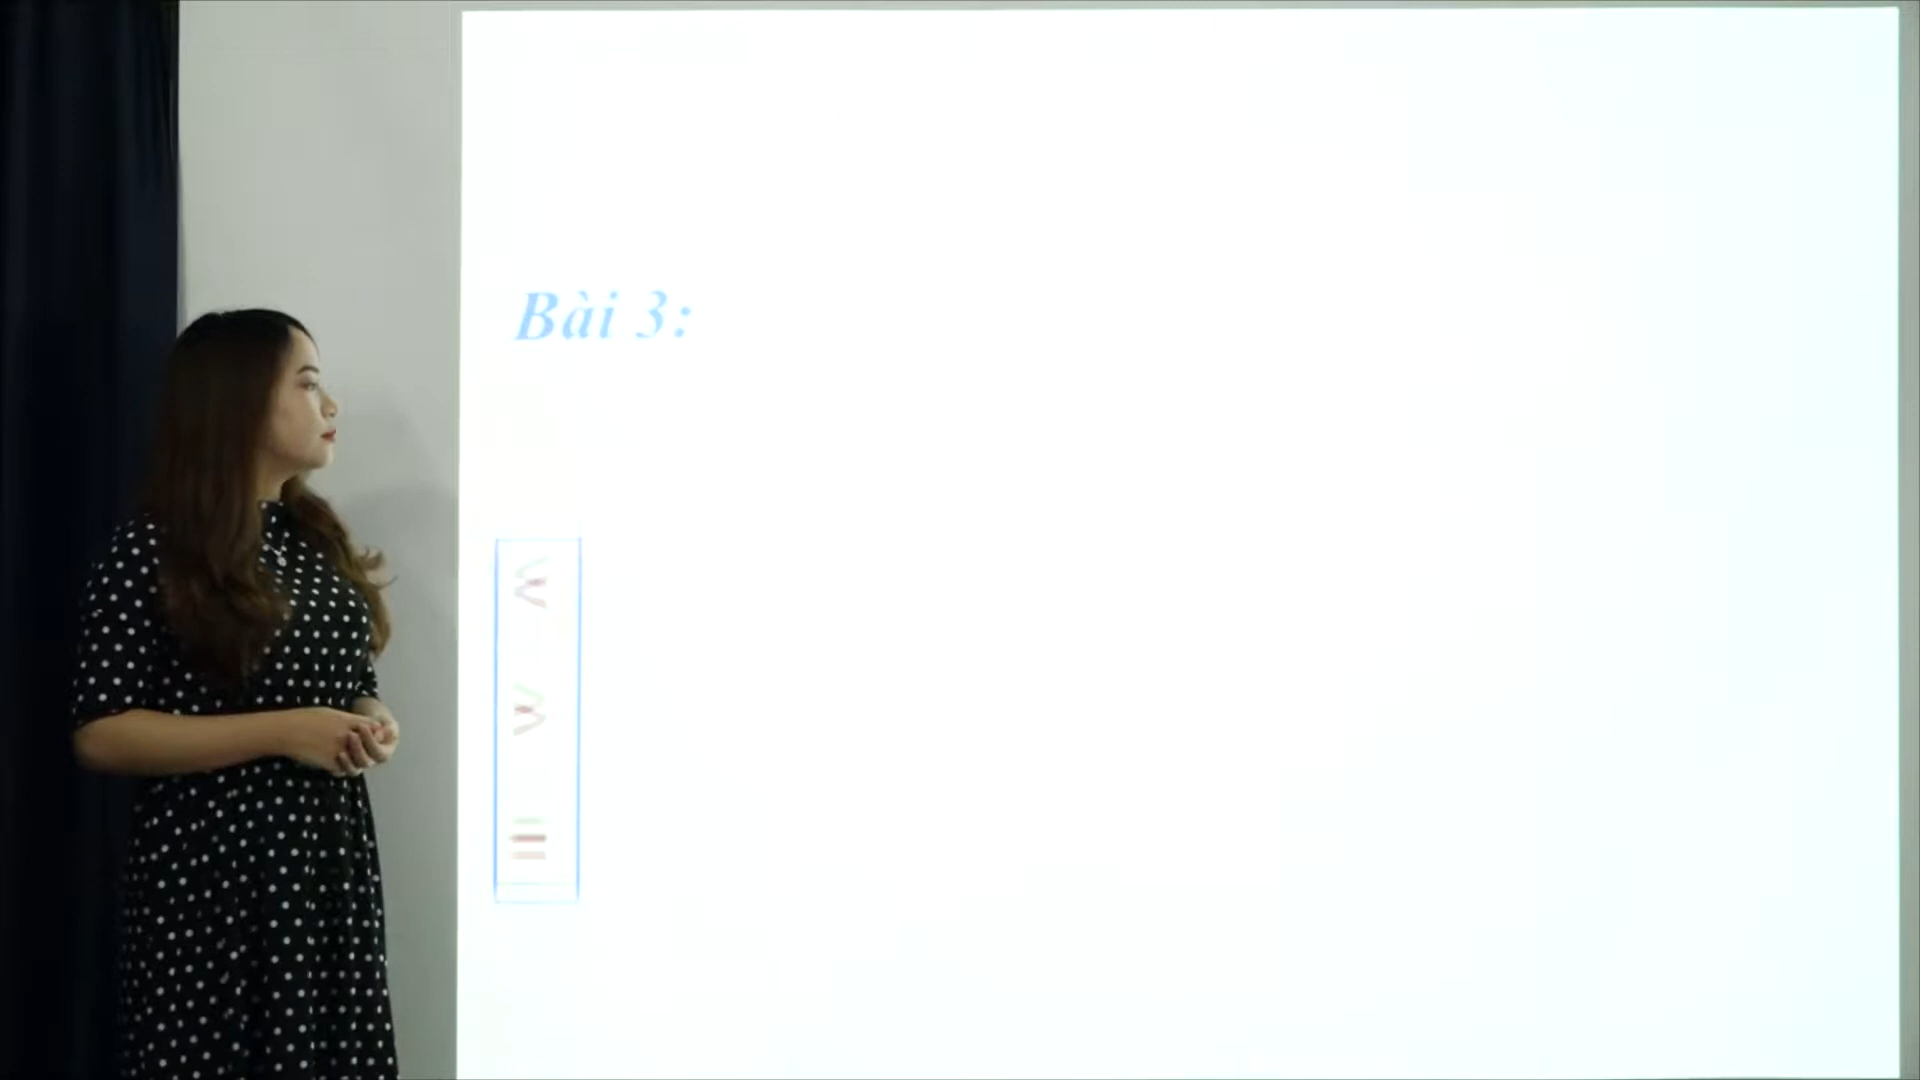 Bài 3:
<
>
=